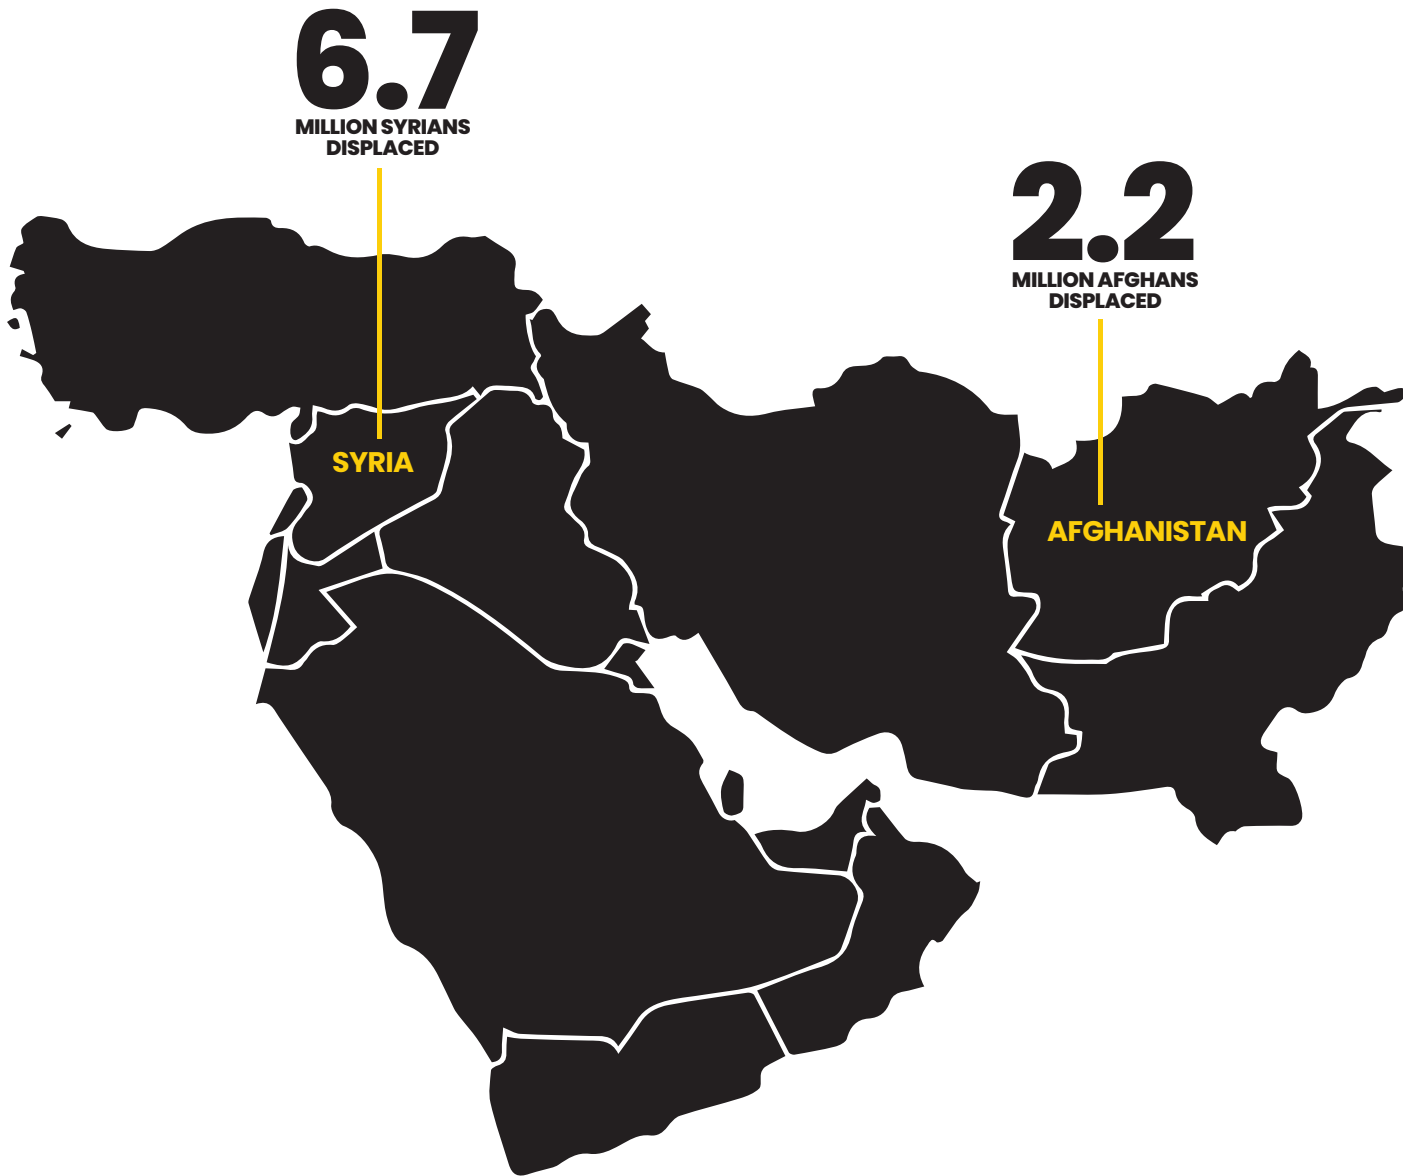 6.7
MILLION SYRIANS
DISPLACED
2.2
MILLION AFGHANS
DISPLACED
SYRIA
AFGHANISTAN